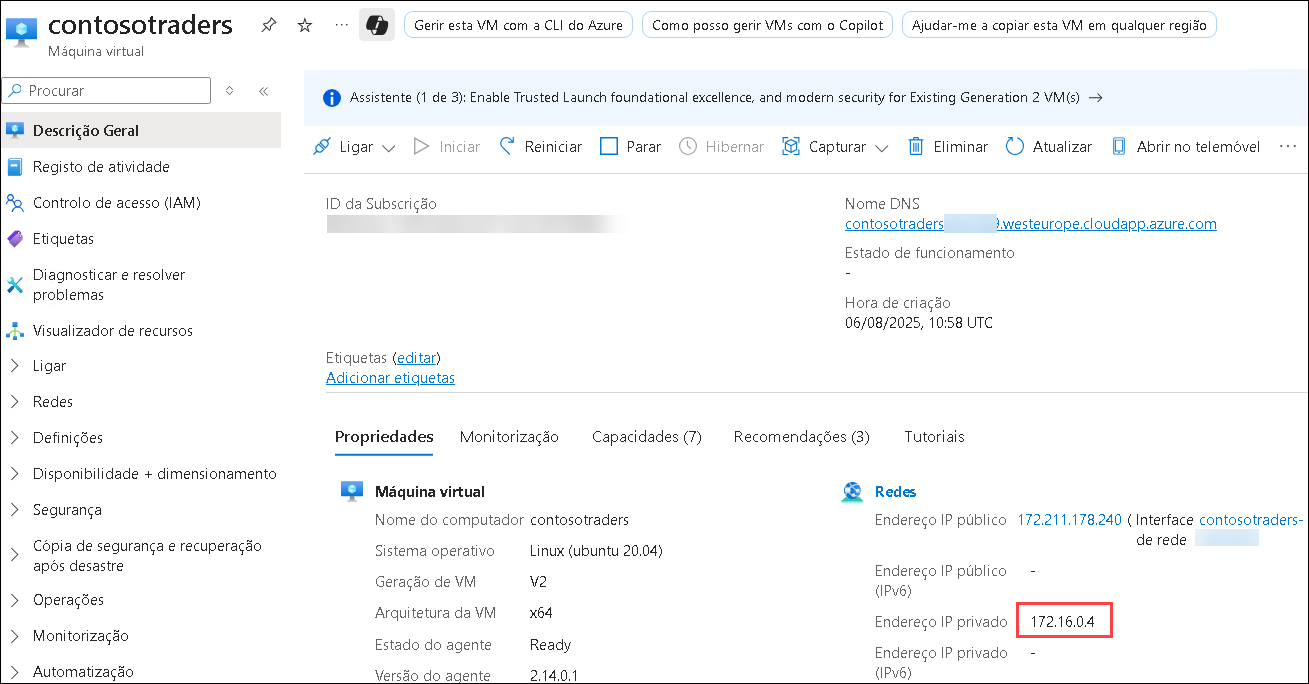 contosotraders
Máquina virtual
Gerir esta VM com a CLI do Azure
Como posso gerir VMs com o Copilot
Ajudar-me a copiar esta VM em qualquer região
Procurar
Assistente (1 de 3): Enable Trusted Launch foundational excellence, and modern security for Existing Generation 2 VM(s) →
Ligar
Iniciar
Reiniciar
Parar
Hibernar
Capturar
Eliminar
Atualizar
Abrir no telemóvel
Descrição Geral
Registo de atividade
Controlo de acesso (IAM)
Etiquetas
Diagnosticar e resolver
problemas
Visualizador de recursos
Ligar
Redes
Definições
Disponibilidade + dimensionamento
Segurança
Cópia de segurança e recuperação
após desastre
Operações
Monitorização
Automatização
ID da Subscrição
Nome DNS
contosotraders 9.westeurope.cloudapp.azure.com
Estado de funcionamento
-
Hora de criação
06/08/2025, 10:58 UTC
Etiquetas (editar)
Adicionar etiquetas
Propriedades
Monitorização
Capacidades (7)
Recomendações (3)
Tutoriais
Máquina virtual
Nome do computador contosotraders
Sistema operativo Linux (ubuntu 20.04)
Geração de VM V2
Arquitetura da VM x64
Estado do agente Ready
Versão do agente 2.14.0.1
Redes
Endereço IP público 172.211.178.240 ( Interface contosotraders-
de rede
Endereço IP público -
(IPv6)
Endereço IP privado 172.16.0.4
Endereço IP privado -
(IPv6)